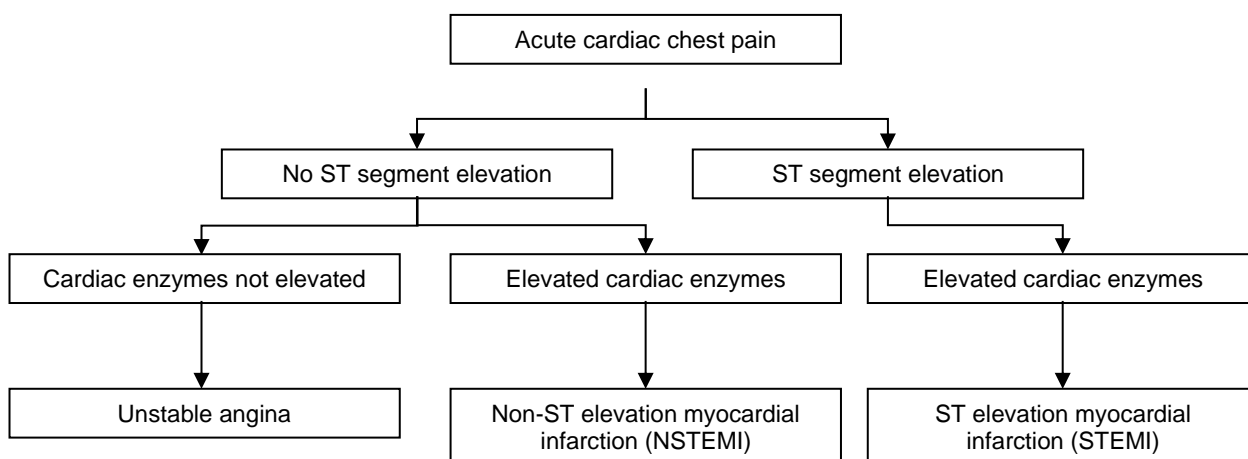 Acute cardiac chest pain
No ST segment elevation
ST segment elevation
Cardiac enzymes not elevated
Elevated cardiac enzymes
Elevated cardiac enzymes
Unstable angina
Non-ST elevation myocardial
infarction (NSTEMI)
ST elevation myocardial
infarction (STEMI)